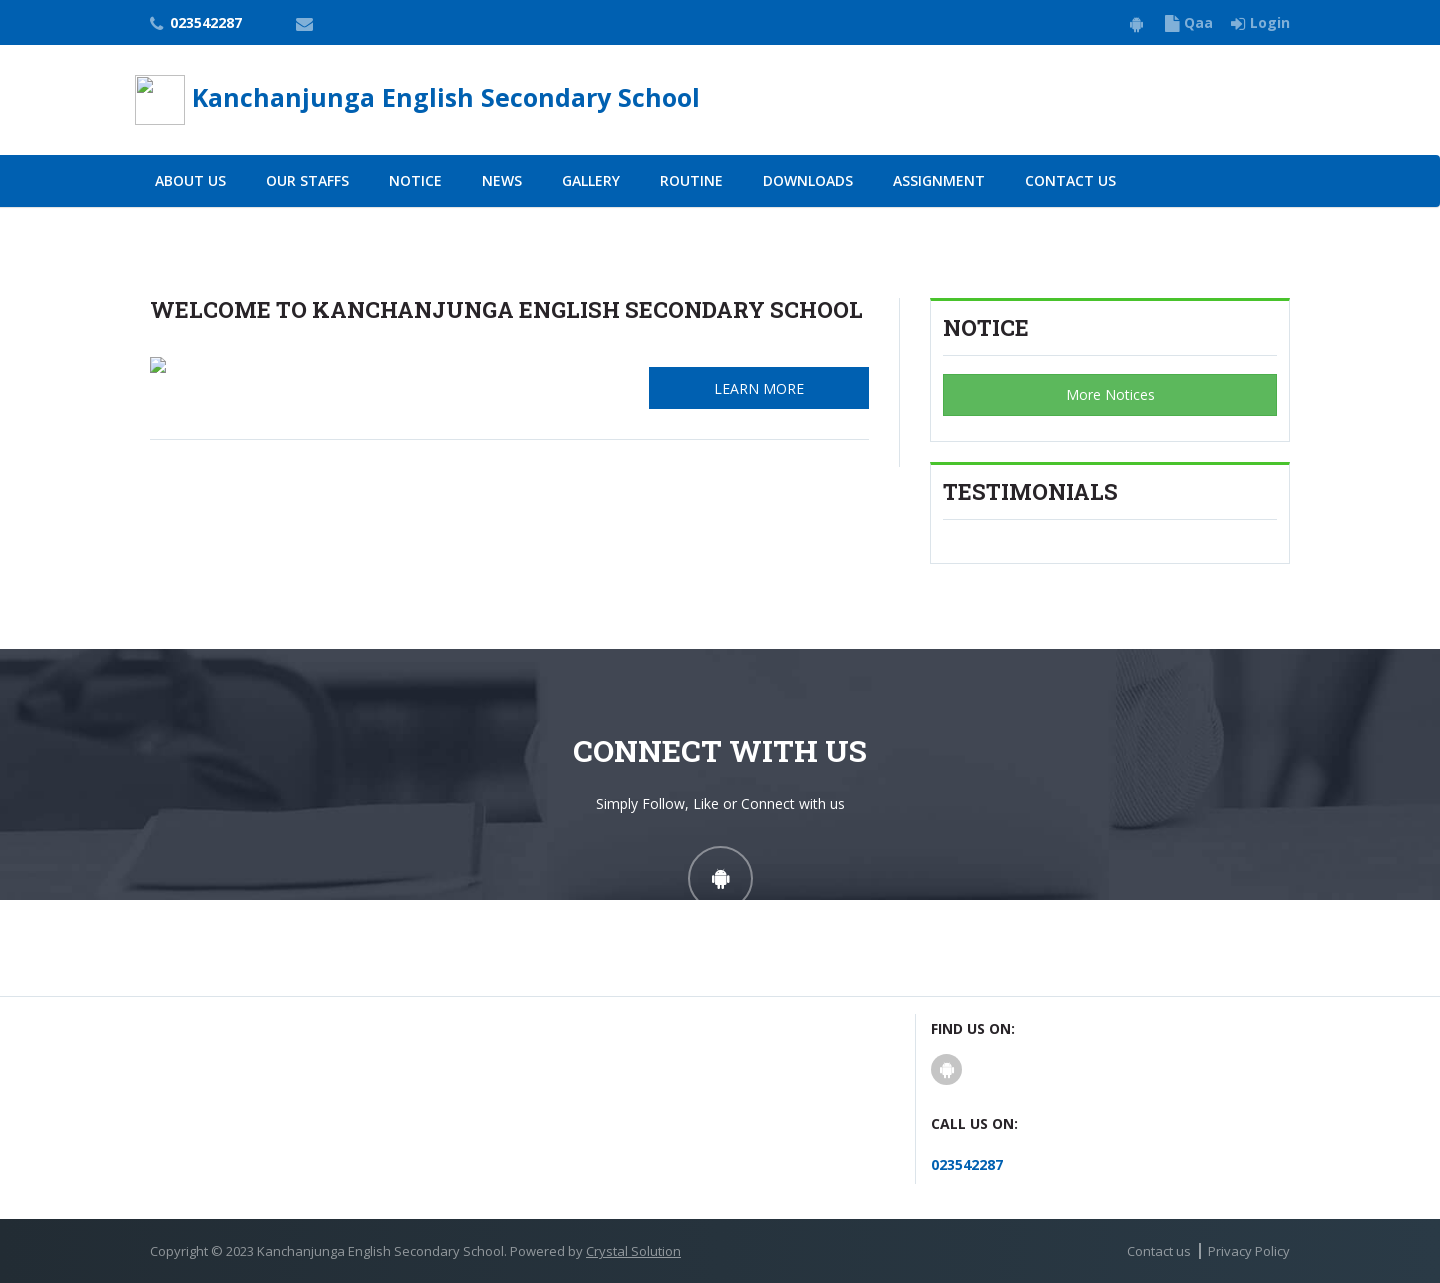 023542287
Qaa
Login
Kanchanjunga English Secondary School
ABOUT US
OUR STAFFS
NOTICE
NEWS
GALLERY
ROUTINE
DOWNLOADS
ASSIGNMENT
CONTACT US
WELCOME TO KANCHANJUNGA ENGLISH SECONDARY SCHOOL
LEARN MORE
NOTICE
More Notices
TESTIMONIALS
CONNECT WITH US
Simply Follow, Like or Connect with us
FIND US ON:
CALL US ON:
023542287
Copyright © 2023 Kanchanjunga English Secondary School. Powered by Crystal Solution
Contact us | Privacy Policy